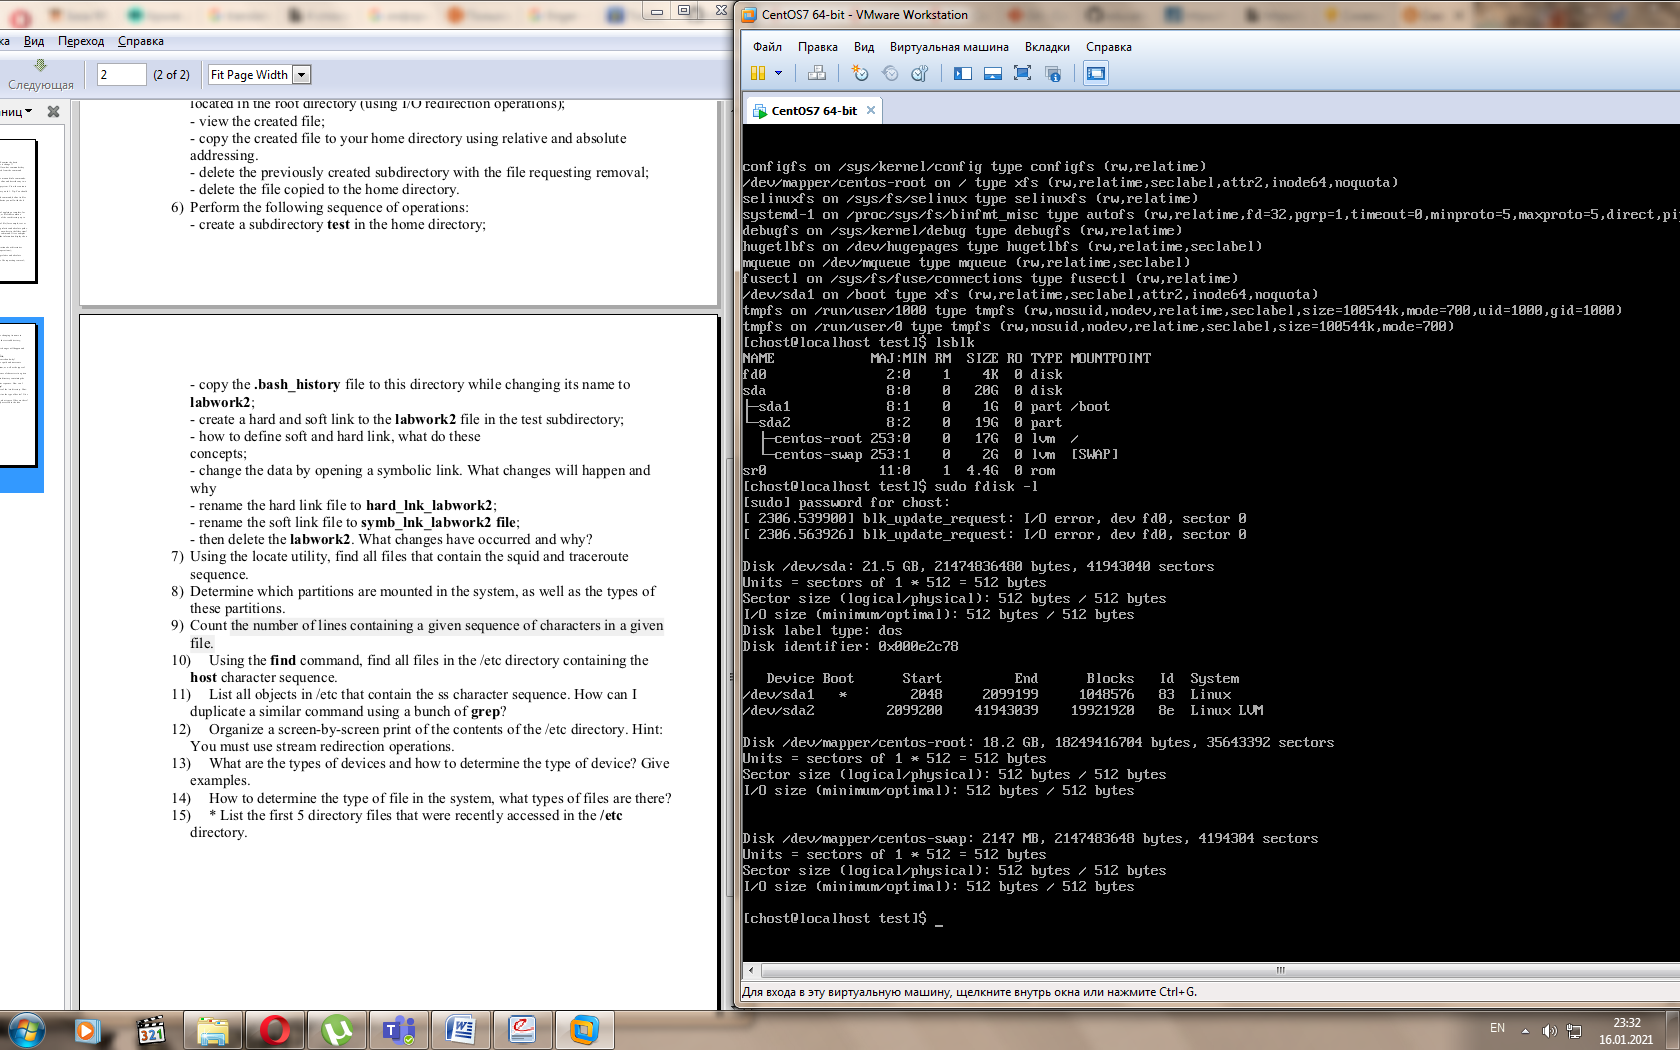 ка Вид Переход Справка
Следующая
2 (2 of 2) Fit Page Width
located in the root directory (using I/O redirection operations);
- view the created file;
- copy the created file to your home directory using relative and absolute
addressing.
- delete the previously created subdirectory with the file requesting removal;
- delete the file copied to the home directory.
6) Perform the following sequence of operations:
- create a subdirectory test in the home directory;
- copy the .bash_history file to this directory while changing its name to
labwork2;
- create a hard and soft link to the labwork2 file in the test subdirectory;
- how to define soft and hard link, what do these
concepts;
- change the data by opening a symbolic link. What changes will happen and
why
- rename the hard link file to hard_lnk_labwork2;
- rename the soft link file to symb_lnk_labwork2 file;
- then delete the labwork2. What changes have occurred and why?
7) Using the locate utility, find all files that contain the squid and traceroute
sequence.
8) Determine which partitions are mounted in the system, as well as the types of
these partitions.
9) Count the number of lines containing a given sequence of characters in a given
file.
10) Using the find command, find all files in the /etc directory containing the
host character sequence.
11) List all objects in /etc that contain the ss character sequence. How can I
duplicate a similar command using a bunch of grep?
12) Organize a screen-by-screen print of the contents of the /etc directory. Hint:
You must use stream redirection operations.
13) What are the types of devices and how to determine the type of device? Give
examples.
14) How to determine the type of file in the system, what types of files are there?
15) * List the first 5 directory files that were recently accessed in the /etc
directory.
CentOS7 64-bit - VMware Workstation
Файл Правка Вид Виртуальная машина Вкладки Справка
CentOS7 64-bit
configfs on /sys/kernel/config type configfs (rw,relatime)
/dev/mapper/centos-root on / type xfs (rw,relatime,seclabel,attr2,inode64,noquota)
selinuxfs on /sys/fs/selinux type selinuxfs (rw,relatime)
systemd-1 on /proc/sys/fs/binfmt_misc type autofs (rw,relatime,fd=32,pgrp=1,timeout=0,minproto=5,maxproto=5,direct,pi
debugfs on /sys/kernel/debug type debugfs (rw,relatime)
hugetlbfs on /dev/hugepages type hugetlbfs (rw,relatime,seclabel)
mqueue on /dev/mqueue type mqueue (rw,relatime,seclabel)
fusectl on /sys/fs/fuse/connections type fusectl (rw,relatime)
/dev/sda1 on /boot type xfs (rw,relatime,seclabel,attr2,inode64,noquota)
tmpfs on /run/user/1000 type tmpfs (rw,nosuid,nodev,relatime,seclabel,size=100544k,mode=700,uid=1000,gid=1000)
tmpfs on /run/user/0 type tmpfs (rw,nosuid,nodev,relatime,seclabel,size=100544k,mode=700)
[chost@localhost test]$ lsblk
NAME MAJ:MIN RM SIZE RO TYPE MOUNTPOINT
fd0 2:0 1 4K 0 disk
sda 8:0 0 20G 0 disk
├─sda1 8:1 0 1G 0 part /boot
└─sda2 8:2 0 19G 0 part
├─centos-root 253:0 0 17G 0 lvm /
└─centos-swap 253:1 0 2G 0 lvm [SWAP]
sr0 11:0 1 4.4G 0 rom
[chost@localhost test]$ sudo fdisk -l
[sudo] password for chost:
[ 2306.539900] blk_update_request: I/O error, dev fd0, sector 0
[ 2306.563926] blk_update_request: I/O error, dev fd0, sector 0
Disk /dev/sda: 21.5 GB, 21474836480 bytes, 41943040 sectors
Units = sectors of 1 * 512 = 512 bytes
Sector size (logical/physical): 512 bytes / 512 bytes
I/O size (minimum/optimal): 512 bytes / 512 bytes
Disk label type: dos
Disk identifier: 0x000e2c78
Device Boot Start End Blocks Id System
/dev/sda1 * 2048 2099199 1048576 83 Linux
/dev/sda2 2099200 41943039 19921920 8e Linux LVM
Disk /dev/mapper/centos-root: 18.2 GB, 18249416704 bytes, 35643392 sectors
Units = sectors of 1 * 512 = 512 bytes
Sector size (logical/physical): 512 bytes / 512 bytes
I/O size (minimum/optimal): 512 bytes / 512 bytes
Disk /dev/mapper/centos-swap: 2147 MB, 2147483648 bytes, 4194304 sectors
Units = sectors of 1 * 512 = 512 bytes
Sector size (logical/physical): 512 bytes / 512 bytes
I/O size (minimum/optimal): 512 bytes / 512 bytes
[chost@localhost test]$ _
Для входа в эту виртуальную машину, щелкните внутрь окна или нажмите Ctrl+G.
321
EN
23:32
16.01.2021